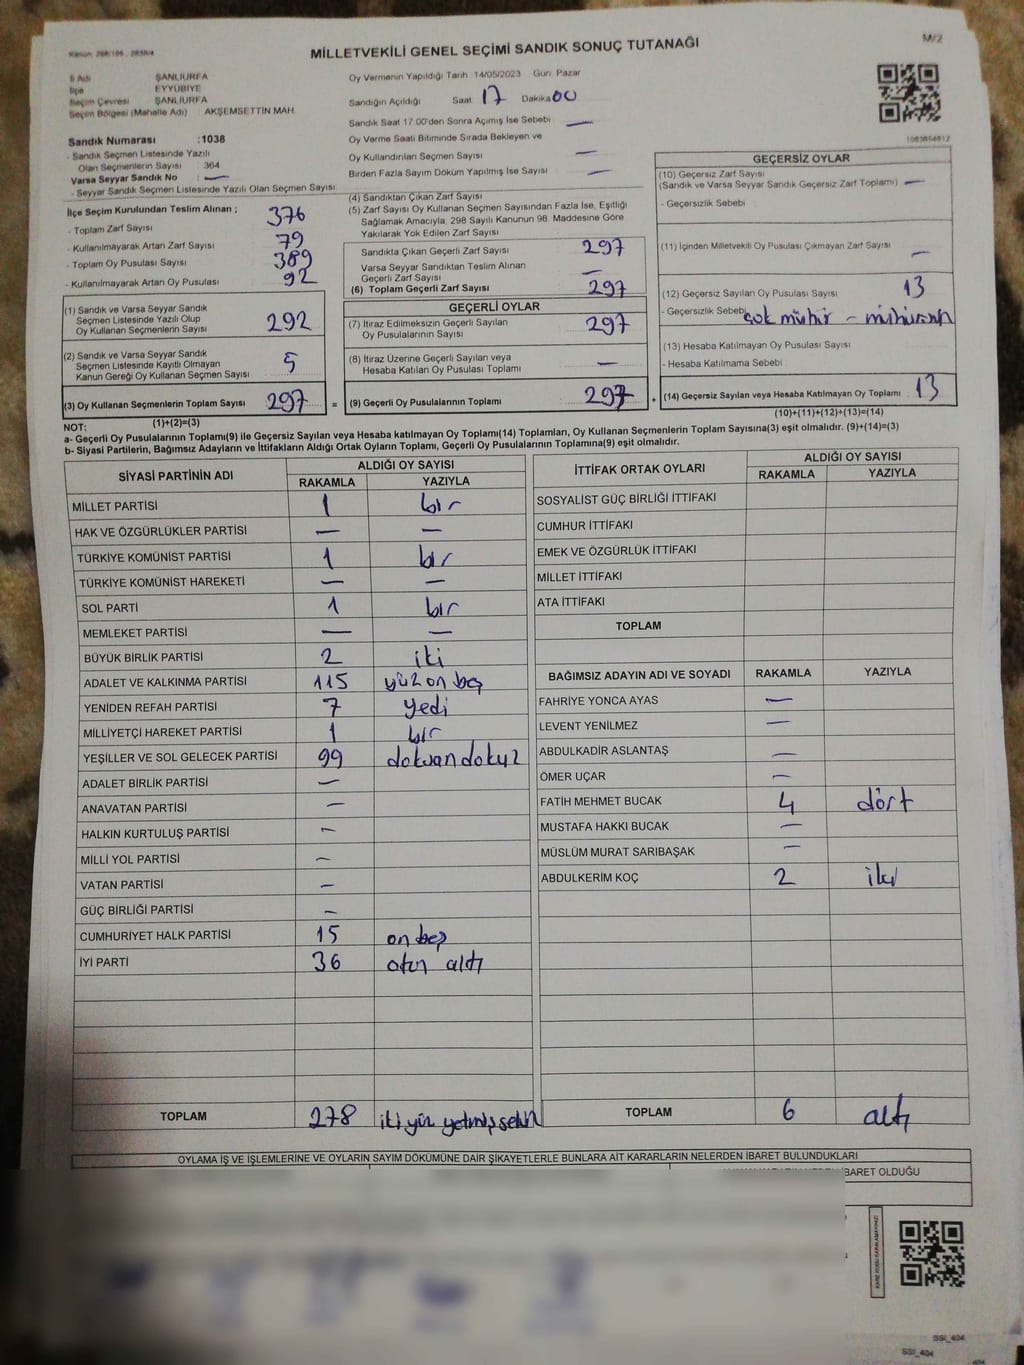 MİLLETVEKİLİ GENEL SEÇİMİ SANDIK SONUÇ TUTANAĞI
M/2
İl Adı ŞANLIURFA
İlçe EYYÜBİYE
Seçim Çevresi ŞANLIURFA
Seçim Bölgesi (Mahalle Adı) : AKŞEMSETTİN MAH.
Oy Vermenin Yapıldığı Tarih 14/05/2023 Gün: Pazar
Sandığın Açıldığı Saat 17 Dakika 00
Sandık Saat 17.00'den Sonra Açılmış İse Sebebi —
Oy Verme Saati Bitiminde Sırada Bekleyen ve
Oy Kullandırılan Seçmen Sayısı —
Birden Fazla Sayım Döküm Yapılmış İse Sayısı —
Sandık Numarası :1038
- Sandık Seçmen Listesinde Yazılı
Olan Seçmenlerin Sayısı 364
Varsa Seyyar Sandık No : —
- Seyyar Sandık Seçmen Listesinde Yazılı Olan Seçmen Sayısı
İlçe Seçim Kurulundan Teslim Alınan ;
- Toplam Zarf Sayısı 376
- Kullanılmayarak Artan Zarf Sayısı 79
- Toplam Oy Pusulası Sayısı 389
- Kullanılmayarak Artan Oy Pusulası 92
(1) Sandık ve Varsa Seyyar Sandık
Seçmen Listesinde Yazılı Olup
Oy Kullanan Seçmenlerin Sayısı 292
(2) Sandık ve Varsa Seyyar Sandık
Seçmen Listesinde Kayıtlı Olmayan
Kanun Gereği Oy Kullanan Seçmen Sayısı 5
(3) Oy Kullanan Seçmenlerin Toplam Sayısı 297 =
(1)+(2)=(3)
(4) Sandıktan Çıkan Zarf Sayısı
(5) Zarf Sayısı Oy Kullanan Seçmen Sayısından Fazla İse, Eşitliği
Sağlamak Amacıyla, 298 Sayılı Kanunun 98. Maddesine Göre
Yakılarak Yok Edilen Zarf Sayısı
Sandıkta Çıkan Geçerli Zarf Sayısı 297
Varsa Seyyar Sandıktan Teslim Alınan
Geçerli Zarf Sayısı —
(6) Toplam Geçerli Zarf Sayısı 297
GEÇERLİ OYLAR
(7) İtiraz Edilmeksizin Geçerli Sayılan
Oy Pusulalarının Sayısı 297
(8) İtiraz Üzerine Geçerli Sayılan veya
Hesaba Katılan Oy Pusulası Toplamı —
(9) Geçerli Oy Pusulalarının Toplamı 297 +
GEÇERSİZ OYLAR
(10) Geçersiz Zarf Sayısı
(Sandık ve Varsa Seyyar Sandık Geçersiz Zarf Toplamı) —
- Geçersizlik Sebebi
(11) İçinden Milletvekili Oy Pusulası Çıkmayan Zarf Sayısı —
(12) Geçersiz Sayılan Oy Pusulası Sayısı 13
- Geçersizlik Sebebi çok mühür -
(13) Hesaba Katılmayan Oy Pusulası Sayısı
- Hesaba Katılmama Sebebi
(14) Geçersiz Sayılan veya Hesaba Katılmayan Oy Toplamı 13
(10)+(11)+(12)+(13)=(14)
NOT:
a- Geçerli Oy Pusulalarının Toplamı(9) ile Geçersiz Sayılan veya Hesaba katılmayan Oy Toplamı(14) Toplamları, Oy Kullanan Seçmenlerin Toplam Sayısına(3) eşit olmalıdır. (9)+(14)=(3)
b- Siyasi Partilerin, Bağımsız Adayların ve İttifakların Aldığı Ortak Oyların Toplamı, Geçerli Oy Pusulalarının Toplamına(9) eşit olmalıdır.
SİYASİ PARTİNİN ADI ALDIĞI OY SAYISI
RAKAMLA YAZIYLA
MİLLET PARTİSİ 1 bir
HAK VE ÖZGÜRLÜKLER PARTİSİ — —
TÜRKİYE KOMÜNİST PARTİSİ 1 bir
TÜRKİYE KOMÜNİST HAREKETİ — —
SOL PARTİ 1 bir
MEMLEKET PARTİSİ — —
BÜYÜK BİRLİK PARTİSİ 2 iki
ADALET VE KALKINMA PARTİSİ 115 yüz on beş
YENİDEN REFAH PARTİSİ 7 yedi
MİLLİYETÇİ HAREKET PARTİSİ 1 bir
YEŞİLLER VE SOL GELECEK PARTİSİ 99 doksandokuz
ADALET BİRLİK PARTİSİ —
ANAVATAN PARTİSİ —
HALKIN KURTULUŞ PARTİSİ —
MİLLİ YOL PARTİSİ —
VATAN PARTİSİ —
GÜÇ BİRLİĞİ PARTİSİ —
CUMHURİYET HALK PARTİSİ 15 on beş
İYİ PARTİ 36 otuz altı
TOPLAM 278 iki yüz yetmiş sekiz
İTTİFAK ORTAK OYLARI ALDIĞI OY SAYISI
RAKAMLA YAZIYLA
SOSYALİST GÜÇ BİRLİĞİ İTTİFAKI
CUMHUR İTTİFAKI
EMEK VE ÖZGÜRLÜK İTTİFAKI
MİLLET İTTİFAKI
ATA İTTİFAKI
TOPLAM
BAĞIMSIZ ADAYIN ADI VE SOYADI RAKAMLA YAZIYLA
FAHRİYE YONCA AYAS —
LEVENT YENİLMEZ —
ABDULKADİR ASLANTAŞ —
ÖMER UÇAR —
FATİH MEHMET BUCAK 4 dört
MUSTAFA HAKKI BUCAK —
MÜSLÜM MURAT SARIBAŞAK —
ABDULKERİM KOÇ 2 iki
TOPLAM 6 altı
OYLAMA İŞ VE İŞLEMLERİNE VE OYLARIN SAYIM DÖKÜMÜNE DAİR ŞİKAYETLERLE BUNLARA AİT KARARLARIN NELERDEN İBARET BULUNDUKLARI
BARET OLDUĞU
SSİ_404
SSİ_404